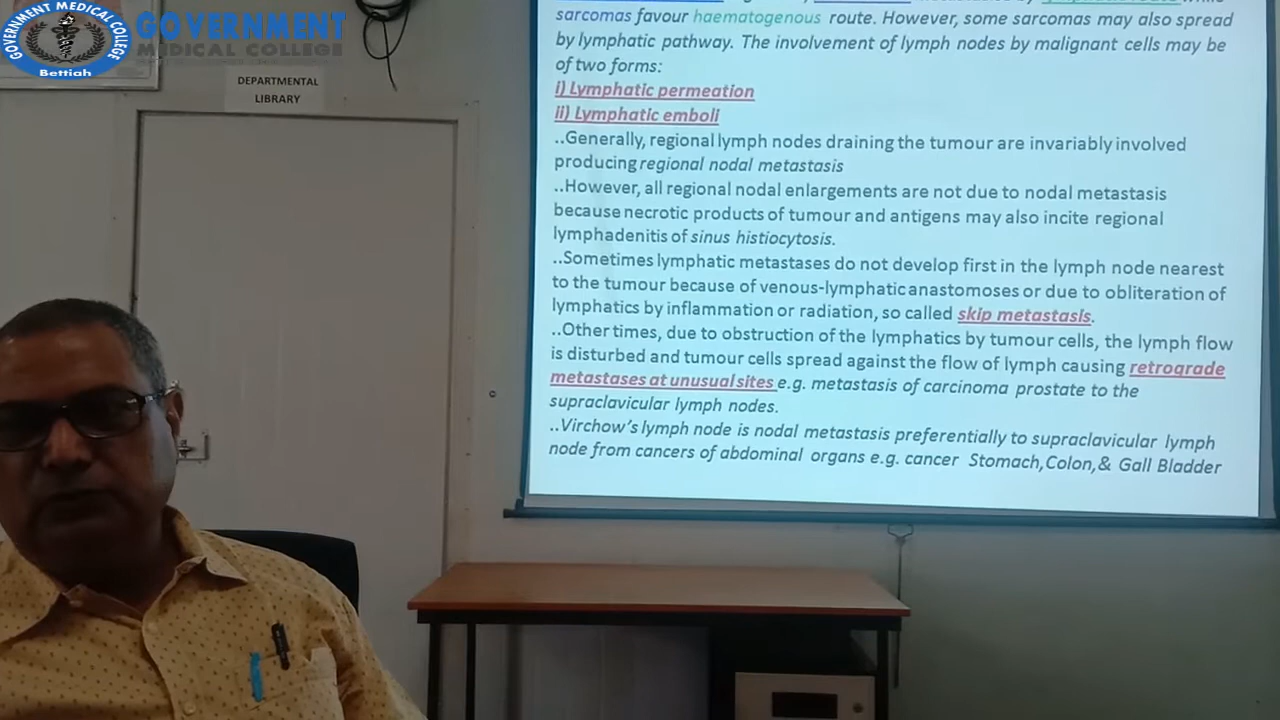 GOVERNMENT MEDICAL COLLEGE
Bettiah
GOVERNMENT
MEDICAL COLLEGE
DEPARTMENTAL
LIBRARY
sarcomas favour haematogenous route. However, some sarcomas may also spread
by lymphatic pathway. The involvement of lymph nodes by malignant cells may be
of two forms:
i) Lymphatic permeation
ii) Lymphatic emboli
..Generally, regional lymph nodes draining the tumour are invariably involved
producing regional nodal metastasis
..However, all regional nodal enlargements are not due to nodal metastasis
because necrotic products of tumour and antigens may also incite regional
lymphadenitis of sinus histiocytosis.
..Sometimes lymphatic metastases do not develop first in the lymph node nearest
to the tumour because of venous-lymphatic anastomoses or due to obliteration of
lymphatics by inflammation or radiation, so called skip metastasis.
..Other times, due to obstruction of the lymphatics by tumour cells, the lymph flow
is disturbed and tumour cells spread against the flow of lymph causing retrograde
metastases at unusual sites e.g. metastasis of carcinoma prostate to the
supraclavicular lymph nodes.
..Virchow's lymph node is nodal metastasis preferentially to supraclavicular lymph
node from cancers of abdominal organs e.g. cancer Stomach,Colon,& Gall Bladder